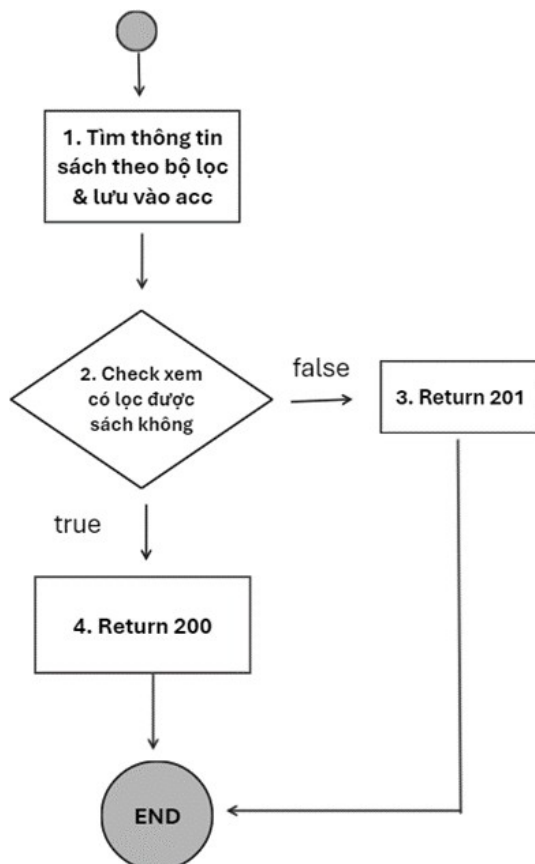 1. Tìm thông tin
sách theo bộ lọc
& lưu vào acc
2. Check xem
có lọc được
sách không
false
3. Return 201
true
4. Return 200
END